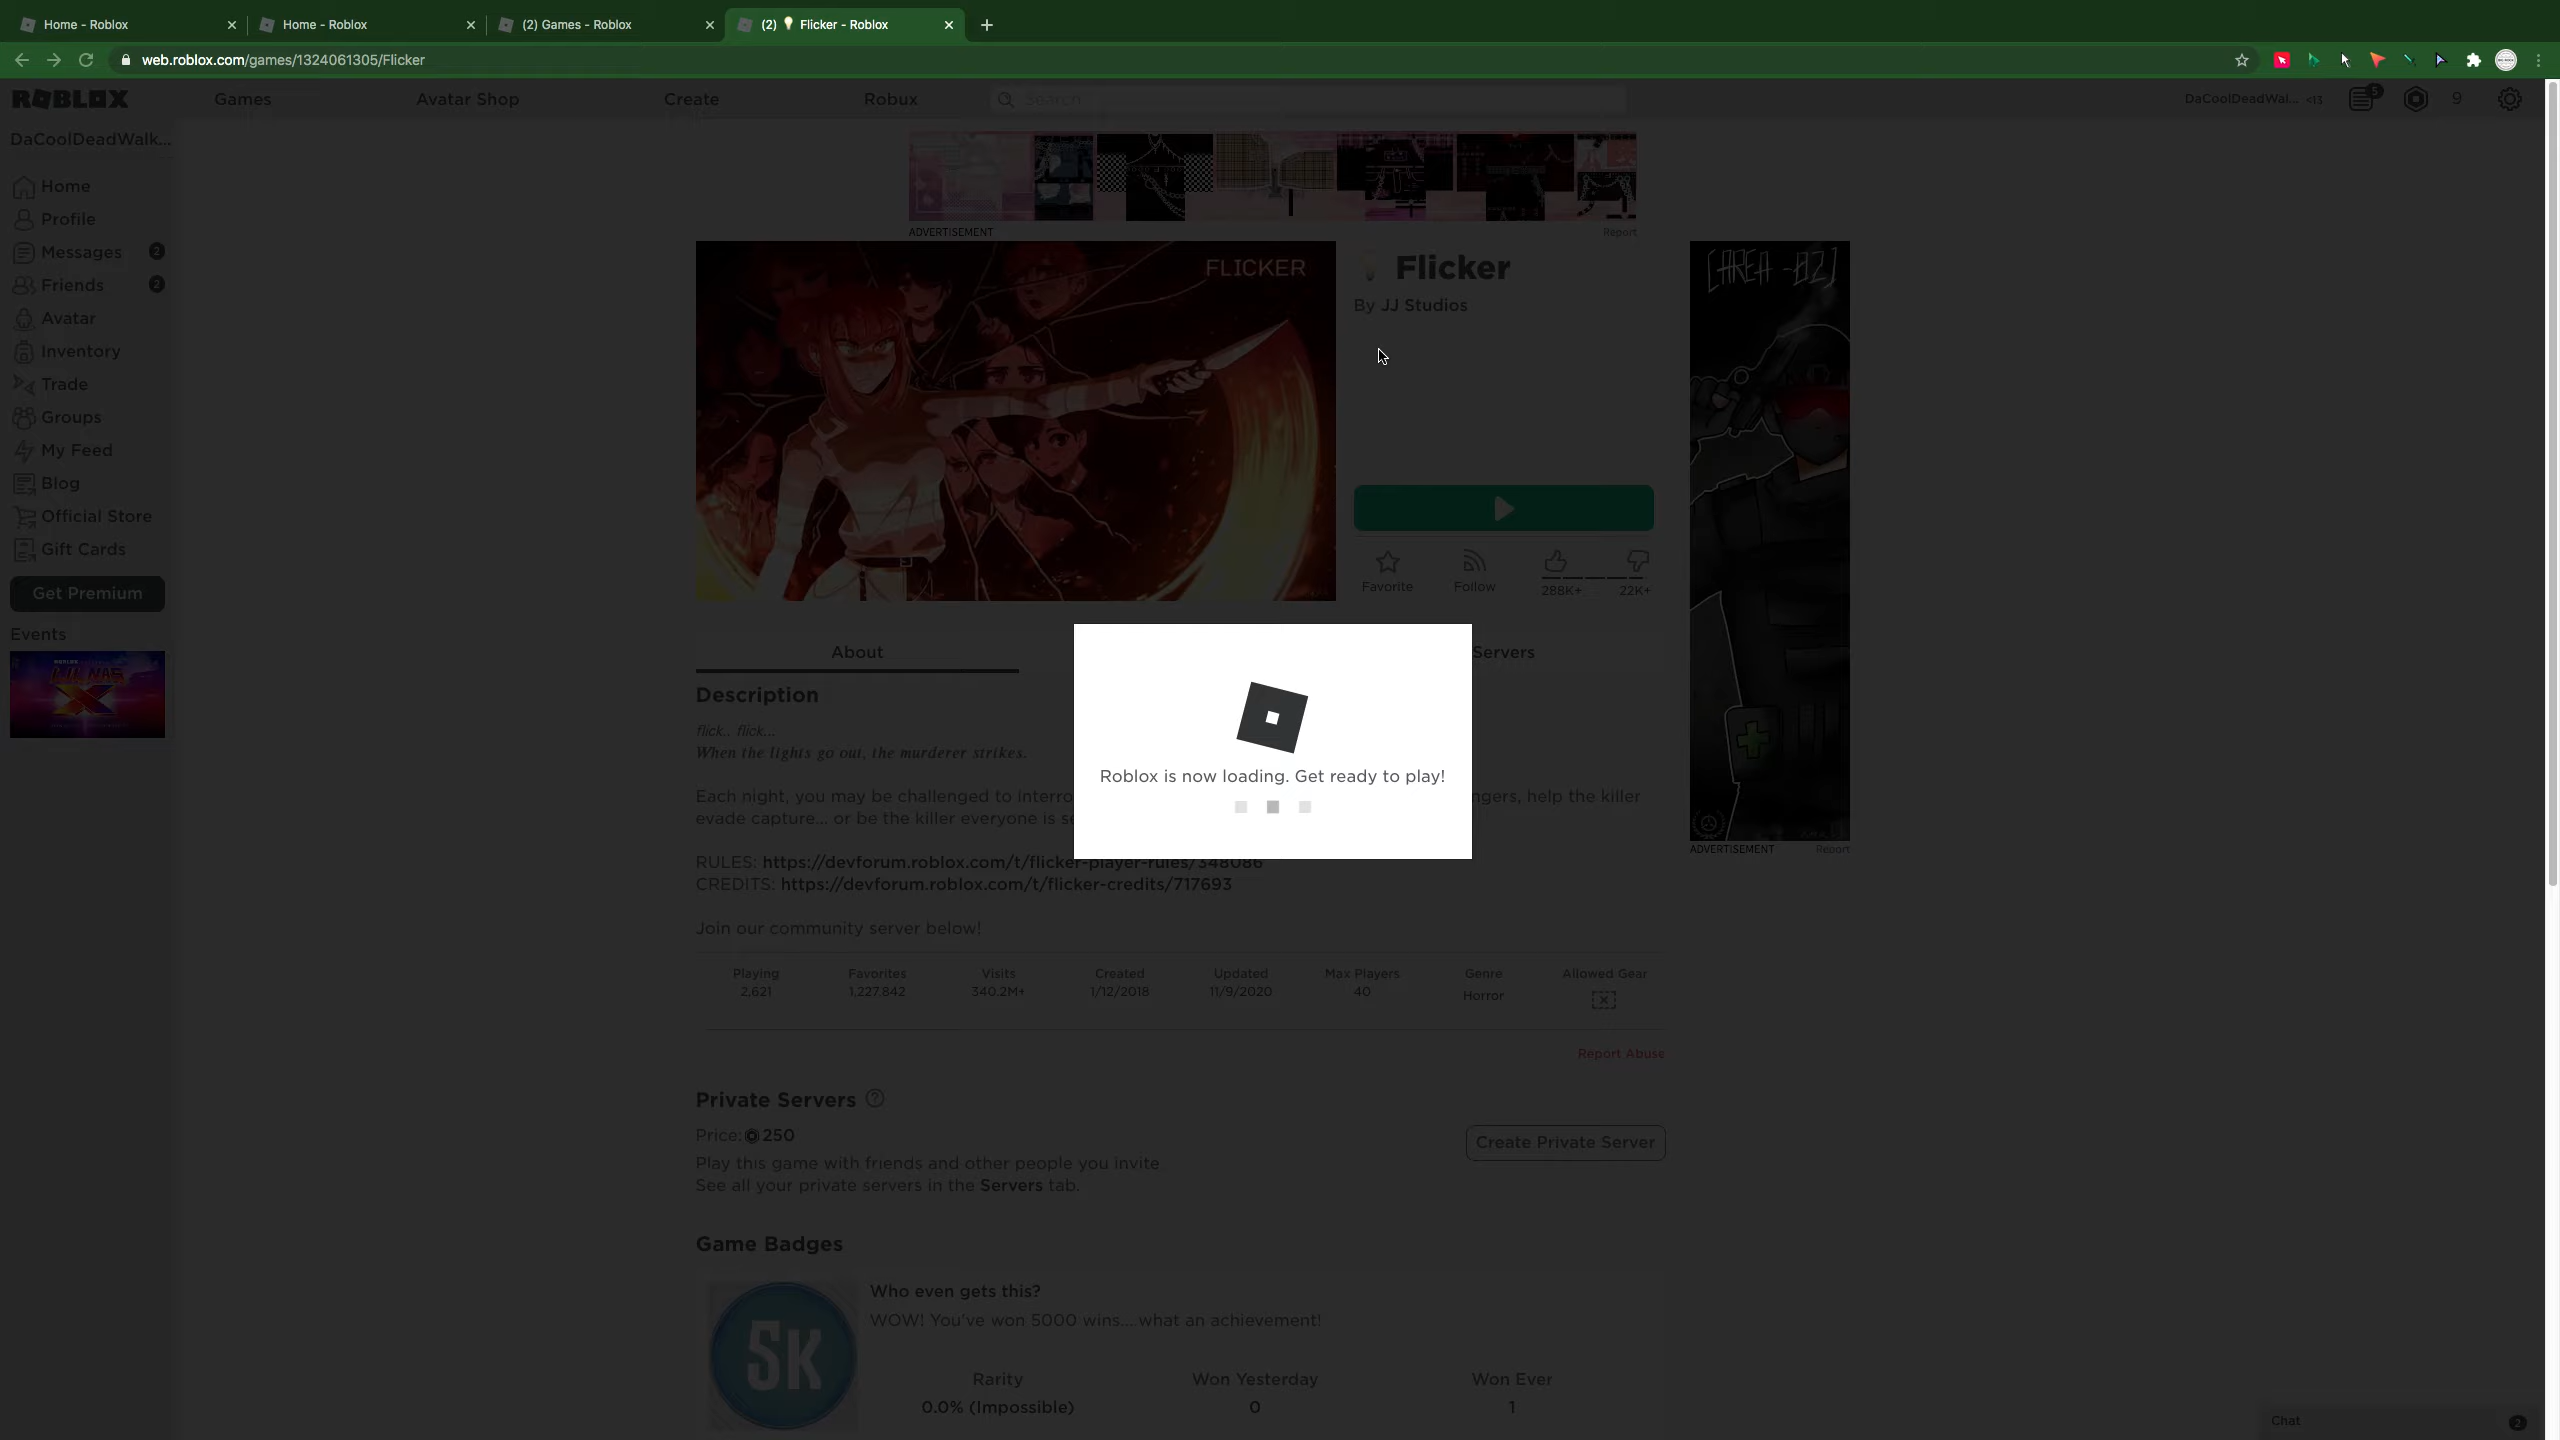 Home - Roblox
Home - Roblox
(2) Games - Roblox
(2) Flicker - Roblox
web.roblox.com/games/1324061305/Flicker
ROBLOX
Games
Avatar Shop
Create
Robux
Search
DaCoolDeadWal... <13
5
9
DaCoolDeadWalk...
Home
Profile
Messages 2
Friends 2
Avatar
Inventory
Trade
Groups
My Feed
Blog
Official Store
Gift Cards
Get Premium
Events
ADVERTISEMENT
Report
FLICKER
Flicker
By JJ Studios
[AREA -02]
Favorite
Follow
288K+
22K+
About
Servers
Description
flick.. flick...
When the lights go out, the murderer strikes.
Each night, you may be challenged to
ngers, help the killer
evade capture... or be the killer everyone is
RULES: https://devforum.roblox.com/t/flicker-player-rules/348086
CREDITS: https://devforum.roblox.com/t/flicker-credits/717693
Join our community server below!
Roblox is now loading. Get ready to play!
ADVERTISEMENT
Report
Playing Favorites Visits Created Updated Max Players Genre Allowed Gear
2,621 1,227,842 340.2M+ 1/12/2018 11/9/2020 40 Horror
Report Abuse
Private Servers
Price: 250
Create Private Server
Play this game with friends and other people you invite.
See all your private servers in the Servers tab.
Game Badges
5K
Who even gets this?
WOW! You've won 5000 wins....what an achievement!
Rarity Won Yesterday Won Ever
0.0% (Impossible) 0 1
Chat 2